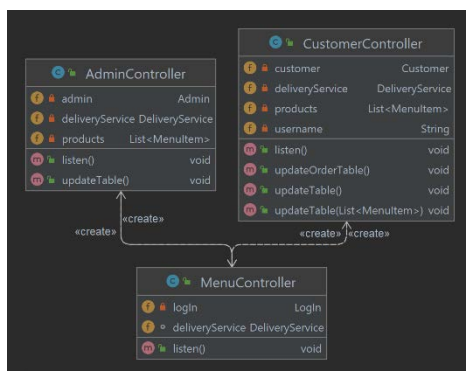 AdminController
admin Admin
deliveryService DeliveryService
products List<MenuItem>
listen() void
updateTable() void
CustomerController
customer Customer
deliveryService DeliveryService
products List<MenuItem>
username String
listen() void
updateOrderTable() void
updateTable() void
updateTable(List<MenuItem>) void
«create»
«create»
«create»
«create»
MenuController
logIn LogIn
deliveryService DeliveryService
listen() void